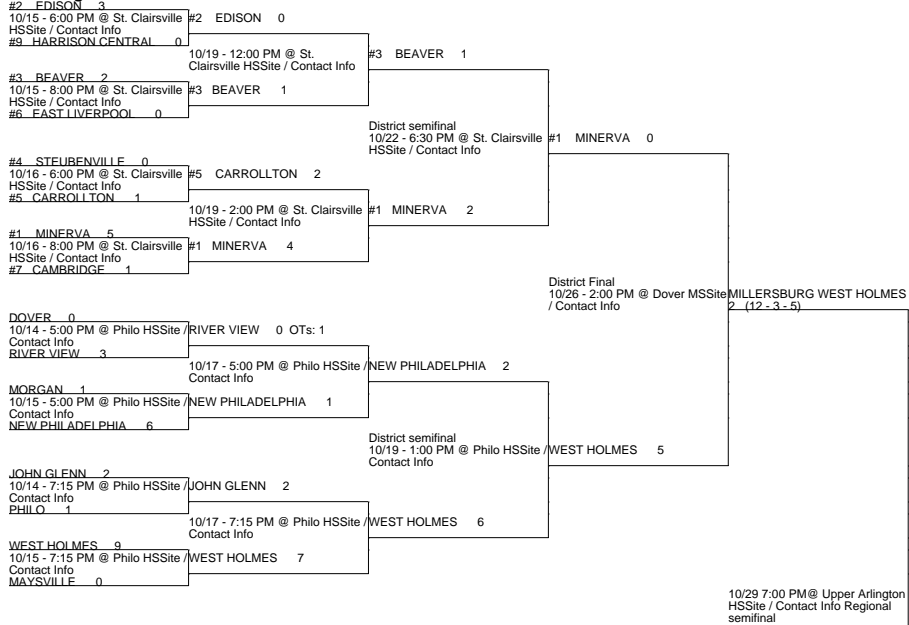 #2 EDISON 3
10/15 - 6:00 PM @ St. Clairsville
HSSite / Contact Info
#9 HARRISON CENTRAL 0
#2 EDISON 0
10/19 - 12:00 PM @ St.
Clairsville HSSite / Contact Info
#3 BEAVER 2
10/15 - 8:00 PM @ St. Clairsville
HSSite / Contact Info
#6 EAST LIVERPOOL 0
#3 BEAVER 1
#3 BEAVER 1
District semifinal
10/22 - 6:30 PM @ St. Clairsville
HSSite / Contact Info
#4 STEUBENVILLE 0
10/16 - 6:00 PM @ St. Clairsville
HSSite / Contact Info
#5 CARROLLTON 1
#5 CARROLLTON 2
10/19 - 2:00 PM @ St. Clairsville
HSSite / Contact Info
#1 MINERVA 5
10/16 - 8:00 PM @ St. Clairsville
HSSite / Contact Info
#7 CAMBRIDGE 1
#1 MINERVA 4
#1 MINERVA 2
#1 MINERVA 0
District Final
10/26 - 2:00 PM @ Dover MSSite
/ Contact Info
MILLERSBURG WEST HOLMES
2 (12 - 3 - 5)
DOVER 0
10/14 - 5:00 PM @ Philo HSSite /
Contact Info
RIVER VIEW 3
RIVER VIEW 0 OTs: 1
10/17 - 5:00 PM @ Philo HSSite /
Contact Info
MORGAN 1
10/15 - 5:00 PM @ Philo HSSite /
Contact Info
NEW PHILADELPHIA 6
NEW PHILADELPHIA 1
NEW PHILADELPHIA 2
District semifinal
10/19 - 1:00 PM @ Philo HSSite /
Contact Info
WEST HOLMES 5
JOHN GLENN 2
10/14 - 7:15 PM @ Philo HSSite /
Contact Info
PHILO 1
JOHN GLENN 2
10/17 - 7:15 PM @ Philo HSSite /
Contact Info
WEST HOLMES 9
10/15 - 7:15 PM @ Philo HSSite /
Contact Info
MAYSVILLE 0
WEST HOLMES 7
WEST HOLMES 6
10/29 7:00 PM@ Upper Arlington
HSSite / Contact Info Regional
semifinal